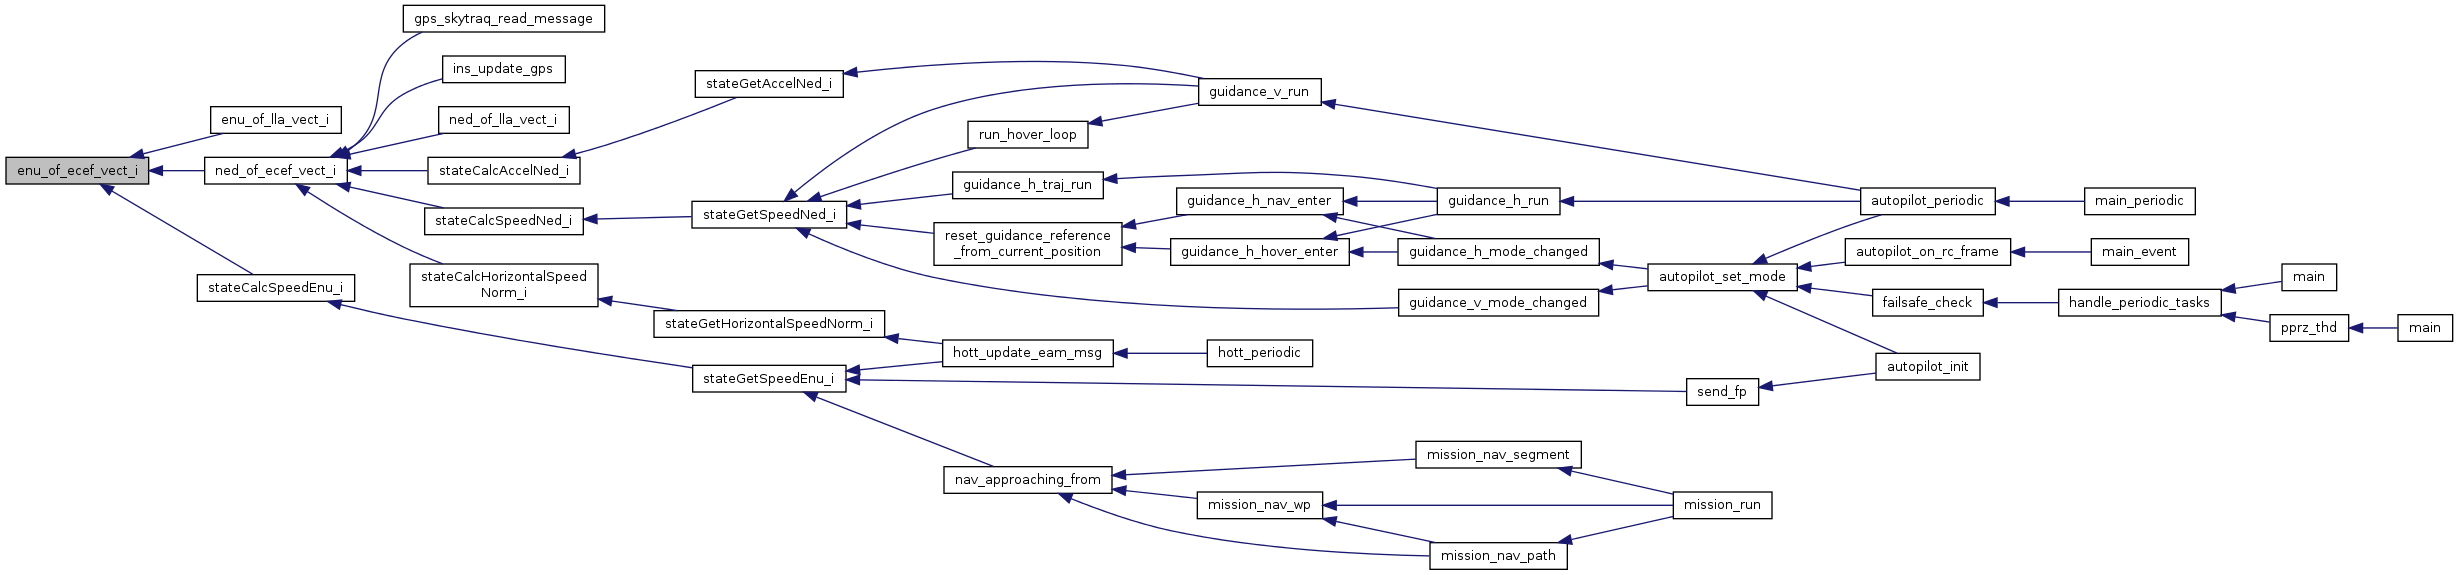 gps_skytraq_read_message
ins_update_gps
stateGetAccelNed_i
guidance_v_run
enu_of_lla_vect_i
ned_of_lla_vect_i
run_hover_loop
enu_of_ecef_vect_i
ned_of_ecef_vect_i
stateCalcAccelNed_i
guidance_h_traj_run
guidance_h_nav_enter
guidance_h_run
autopilot_periodic
main_periodic
stateCalcSpeedNed_i
stateGetSpeedNed_i
reset_guidance_reference
_from_current_position
guidance_h_hover_enter
guidance_h_mode_changed
autopilot_on_rc_frame
main_event
stateCalcHorizontalSpeed
Norm_i
autopilot_set_mode
main
stateCalcSpeedEnu_i
guidance_v_mode_changed
failsafe_check
handle_periodic_tasks
stateGetHorizontalSpeedNorm_i
pprz_thd
main
hott_update_eam_msg
hott_periodic
autopilot_init
stateGetSpeedEnu_i
send_fp
mission_nav_segment
nav_approaching_from
mission_nav_wp
mission_run
mission_nav_path